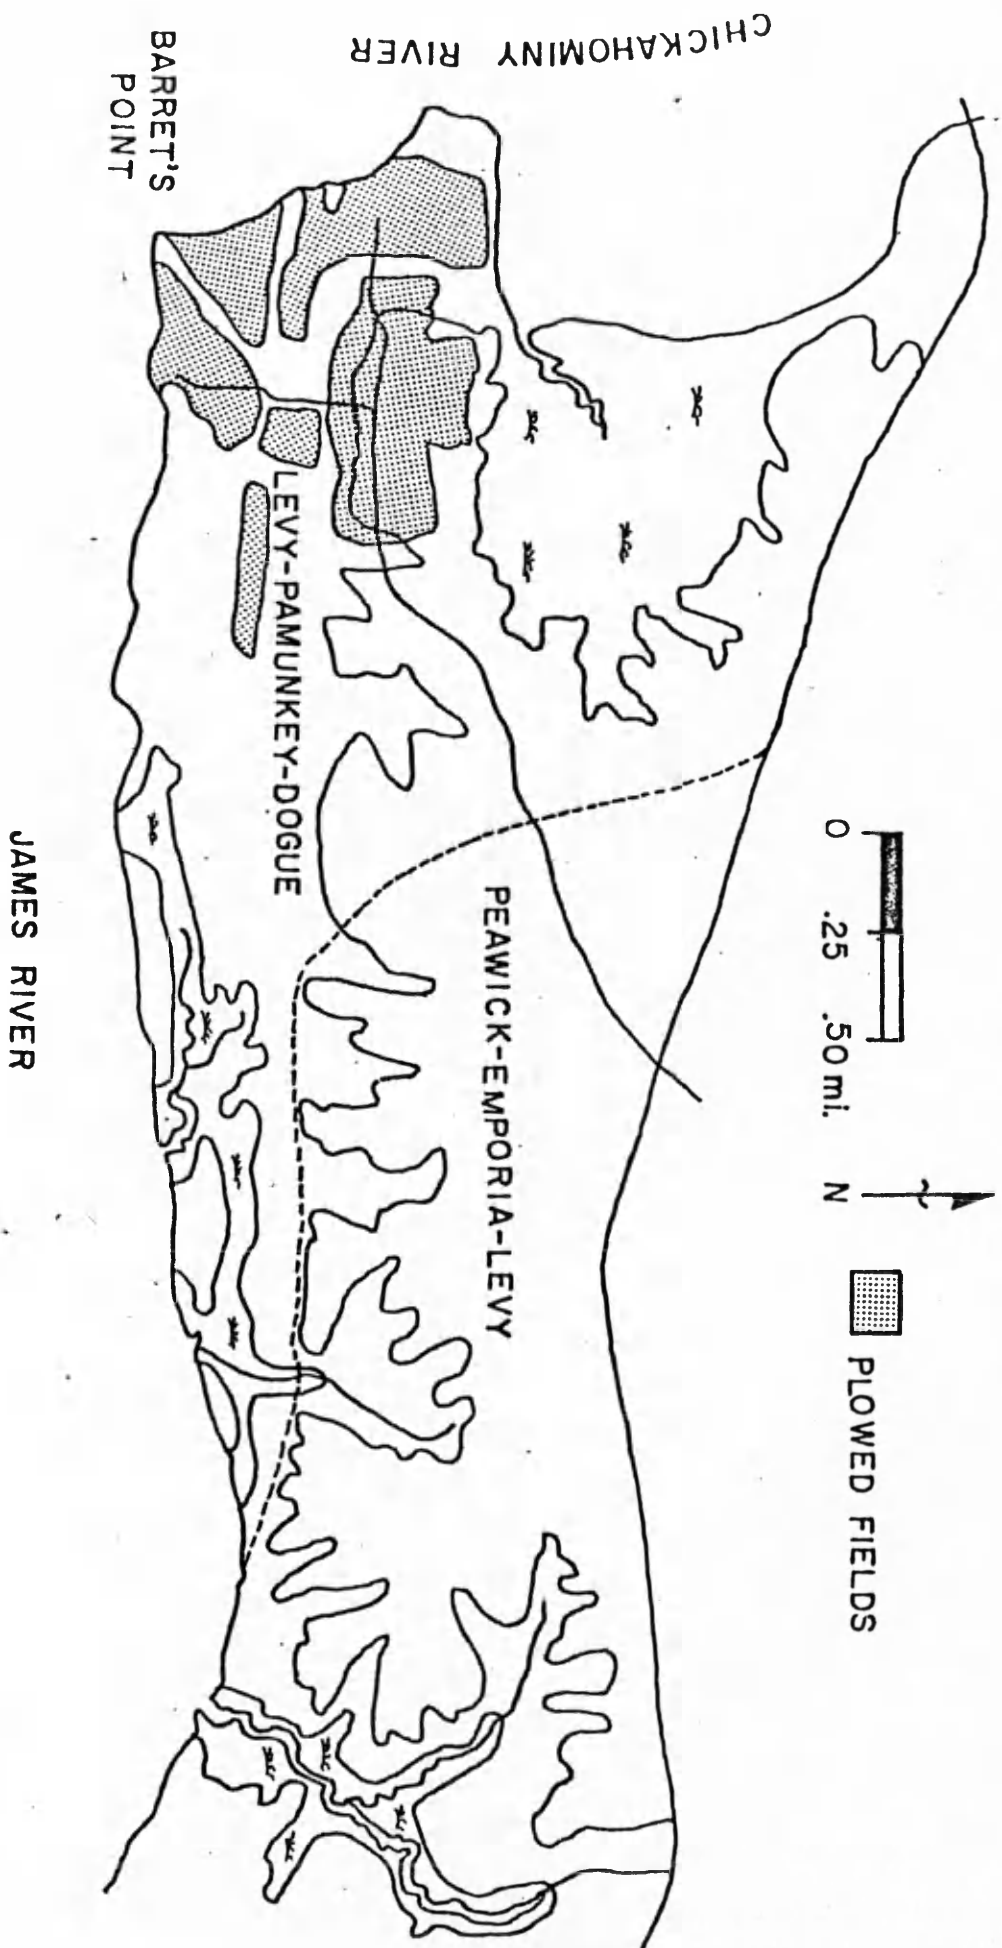 CHICKAHOMINY RIVER
BARRET'S
POINT
LEVY-PAMUNKEY-DOGUE
PEAWICK-EMPORIA-LEVY
JAMES RIVER
0 .25 .50 mi.
N
PLOWED FIELDS